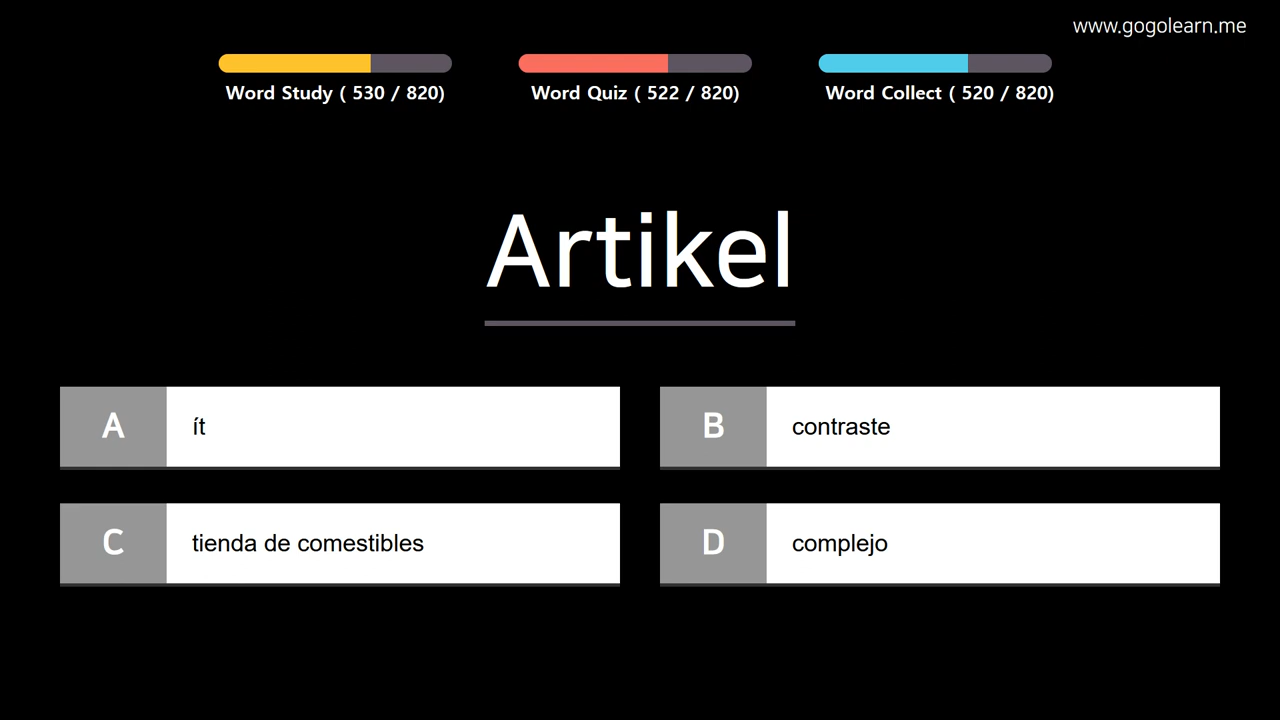 www.gogolearn.me
Word Study ( 530 / 820)
Word Quiz ( 522 / 820)
Word Collect ( 520 / 820)
Artikel
A
ít
B
contraste
C
tienda de comestibles
D
complejo